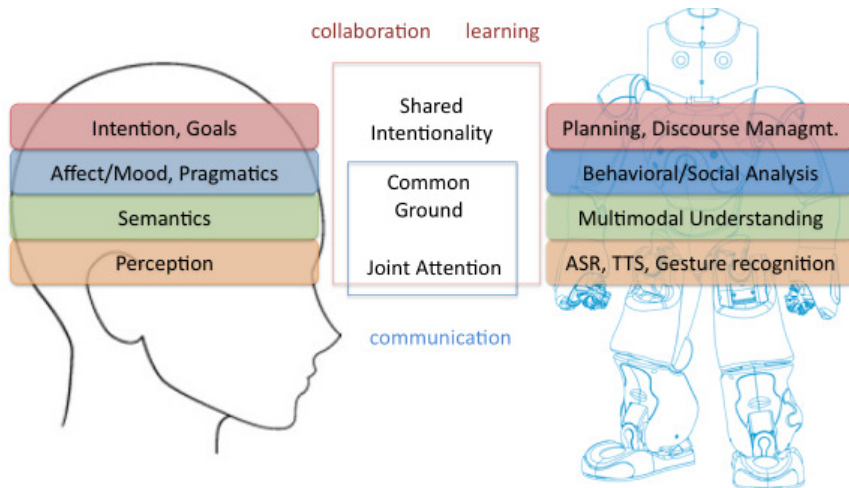 collaboration learning
Shared
Intentionality
Intention, Goals
Planning, Discourse Managmt.
Affect/Mood, Pragmatics
Common
Ground
Behavioral/Social Analysis
Semantics
Multimodal Understanding
Perception
Joint Attention
ASR, TTS, Gesture recognition
communication